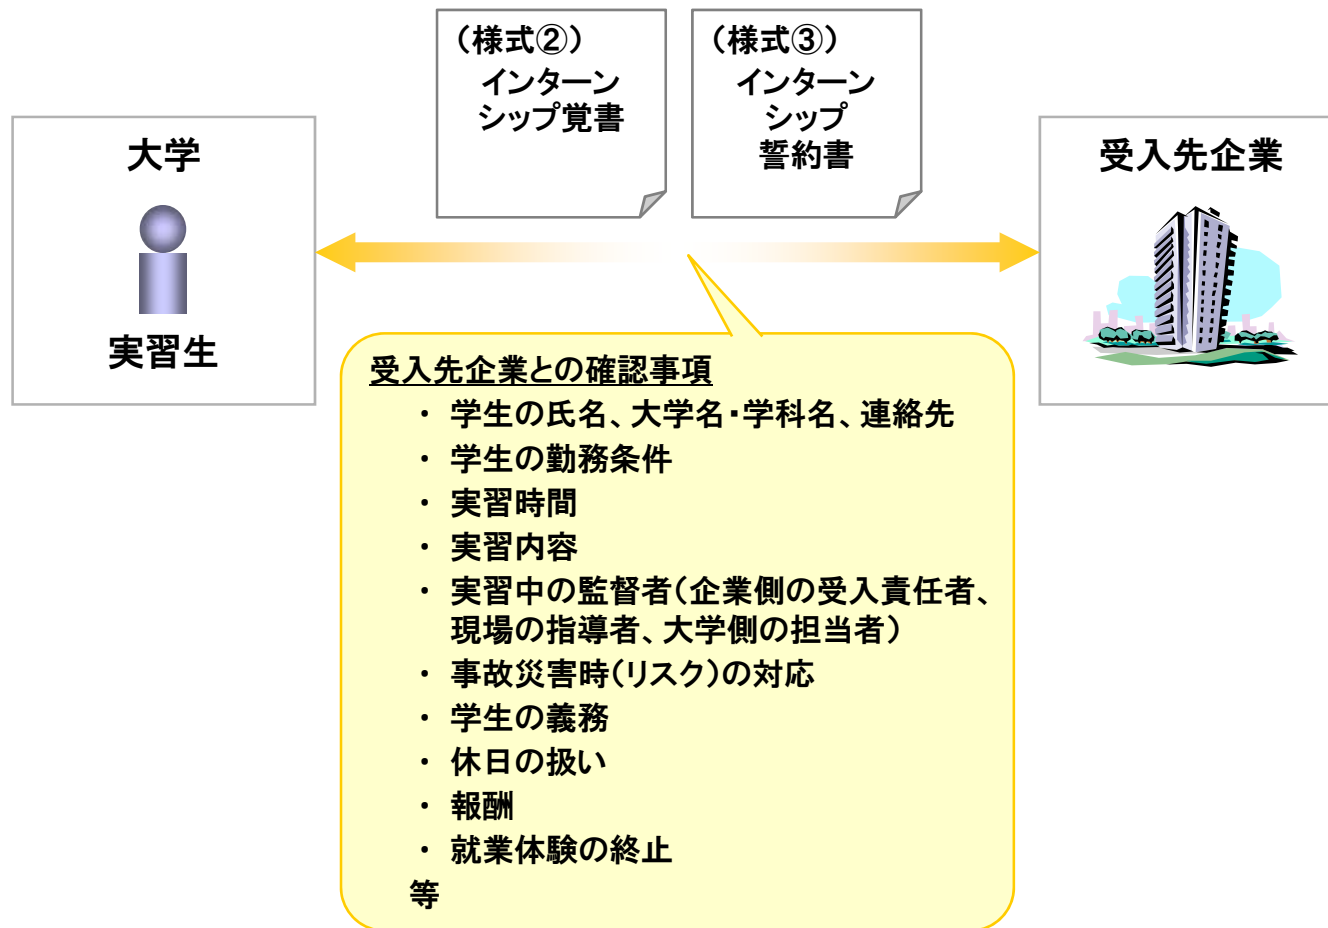 (様式②)
インターン
シップ覚書
(様式③)
インターン
シップ
誓約書
大学
実習生
受入先企業
受入先企業との確認事項
・ 学生の氏名、大学名・学科名、連絡先
・ 学生の勤務条件
・ 実習時間
・ 実習内容
・ 実習中の監督者(企業側の受入責任者、
現場の指導者、大学側の担当者)
・ 事故災害時(リスク)の対応
・ 学生の義務
・ 休日の扱い
・ 報酬
・ 就業体験の終止
等